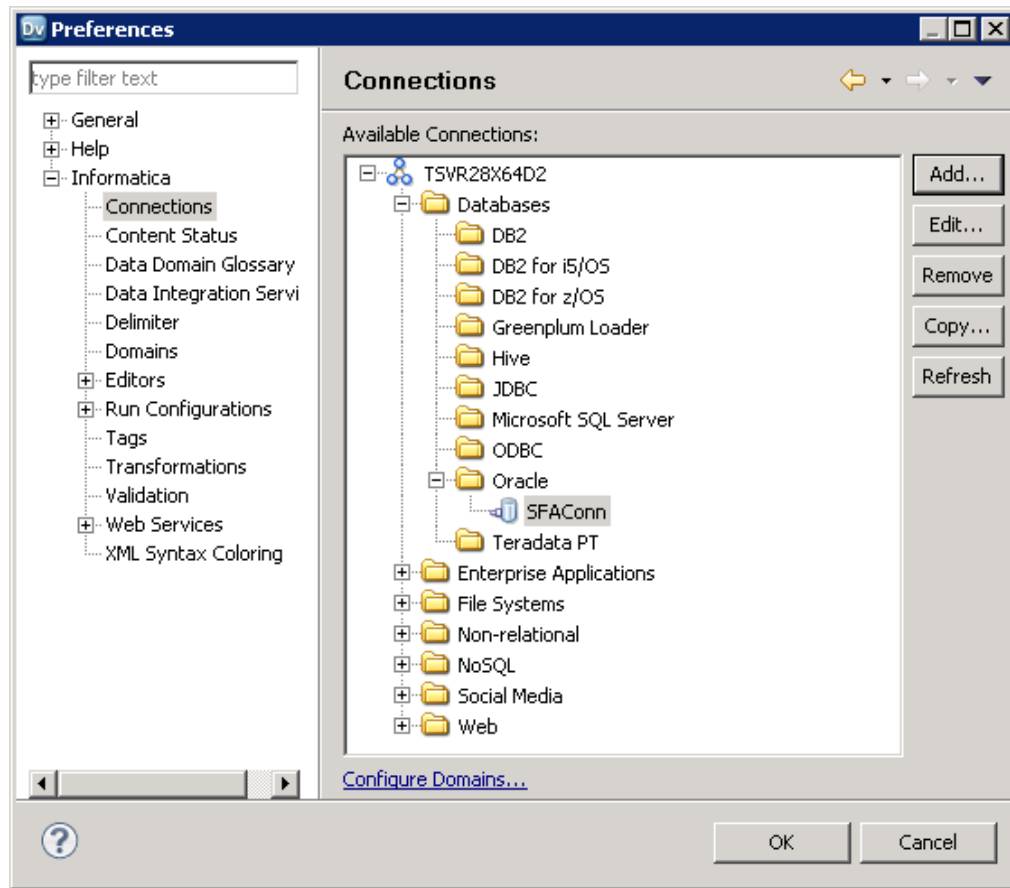 Dv Preferences
type filter text
General
Help
Informatica
Connections
Content Status
Data Domain Glossary
Data Integration Servi
Delimiter
Domains
Editors
Run Configurations
Tags
Transformations
Validation
Web Services
XML Syntax Coloring
Connections
Available Connections:
TSVR28X64D2
Databases
DB2
DB2 for i5/OS
DB2 for z/OS
Greenplum Loader
Hive
JDBC
Microsoft SQL Server
ODBC
Oracle
SFAConn
Teradata PT
Enterprise Applications
File Systems
Non-relational
NoSQL
Social Media
Web
Add...
Edit...
Remove
Copy...
Refresh
Configure Domains...
?
OK
Cancel